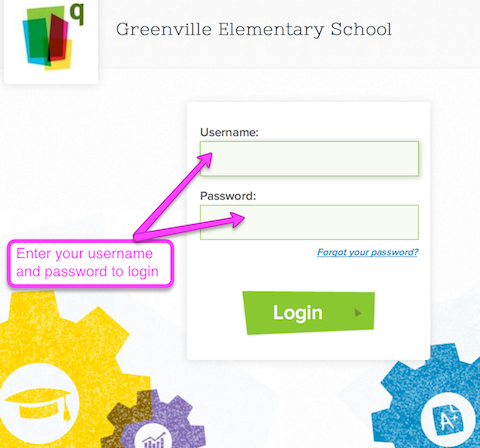 q
Greenville Elementary School
Username:
Password:
Enter your username
and password to login
Forgot your password?
Login
A+